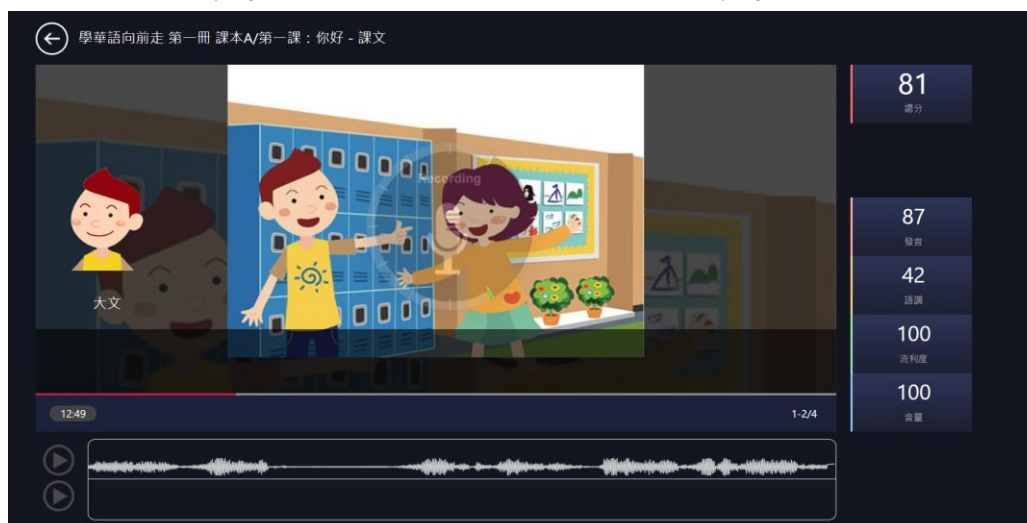 學華語向前走 第一冊 課本A/第一課：你好 - 課文
Recording
大文
12:49
1-2/4
81
總分
87
發音
42
語調
100
流利度
100
音量